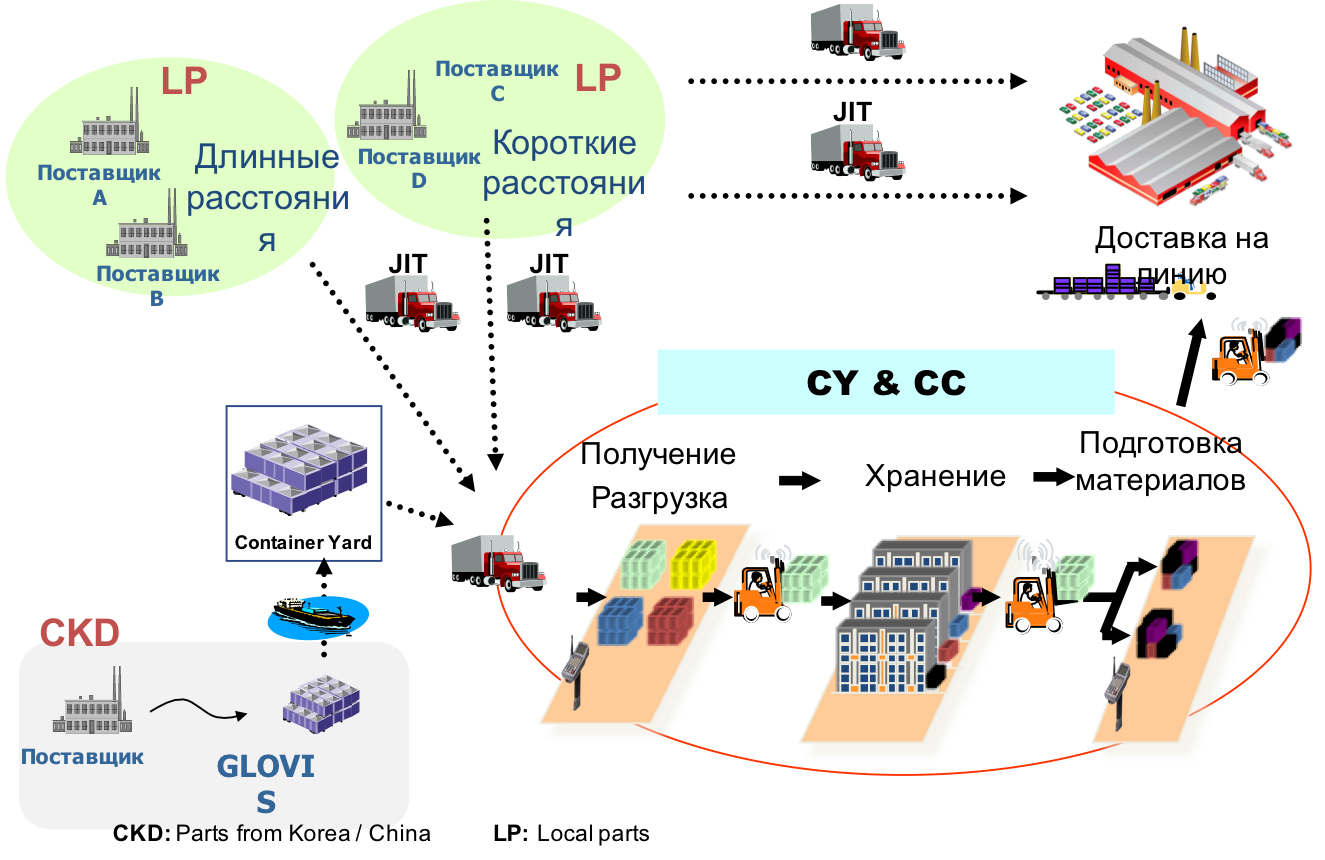 LP
Поставщик
A
Поставщик
B
Длинные
расстояни
я
Поставщик
C
LP
Поставщик
D
Короткие
расстояни
я
JIT
JIT
JIT
Доставка на
линию
CY & CC
Получение
Разгрузка
Хранение
Подготовка
материалов
Container Yard
CKD
Поставщик
GLOVI
S
CKD: Parts from Korea / China
LP: Local parts